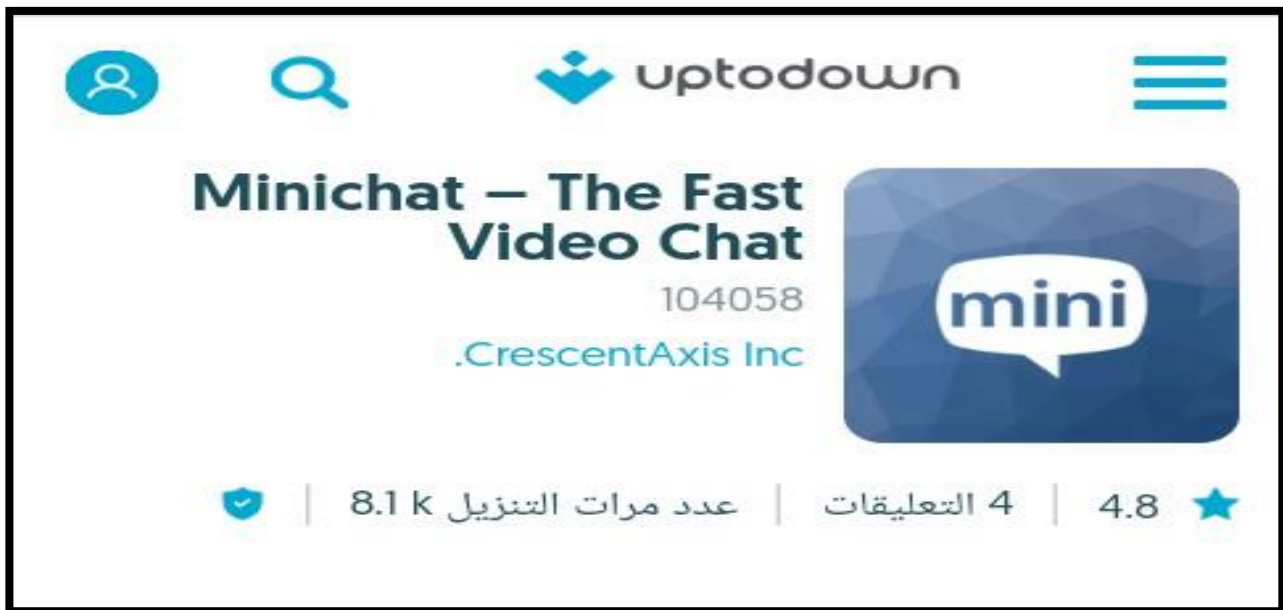 uptodown
Minichat – The Fast
Video Chat
104058
CrescentAxis Inc.
mini
4.8 | 4 التعليقات | عدد مرات التنزيل 8.1 k